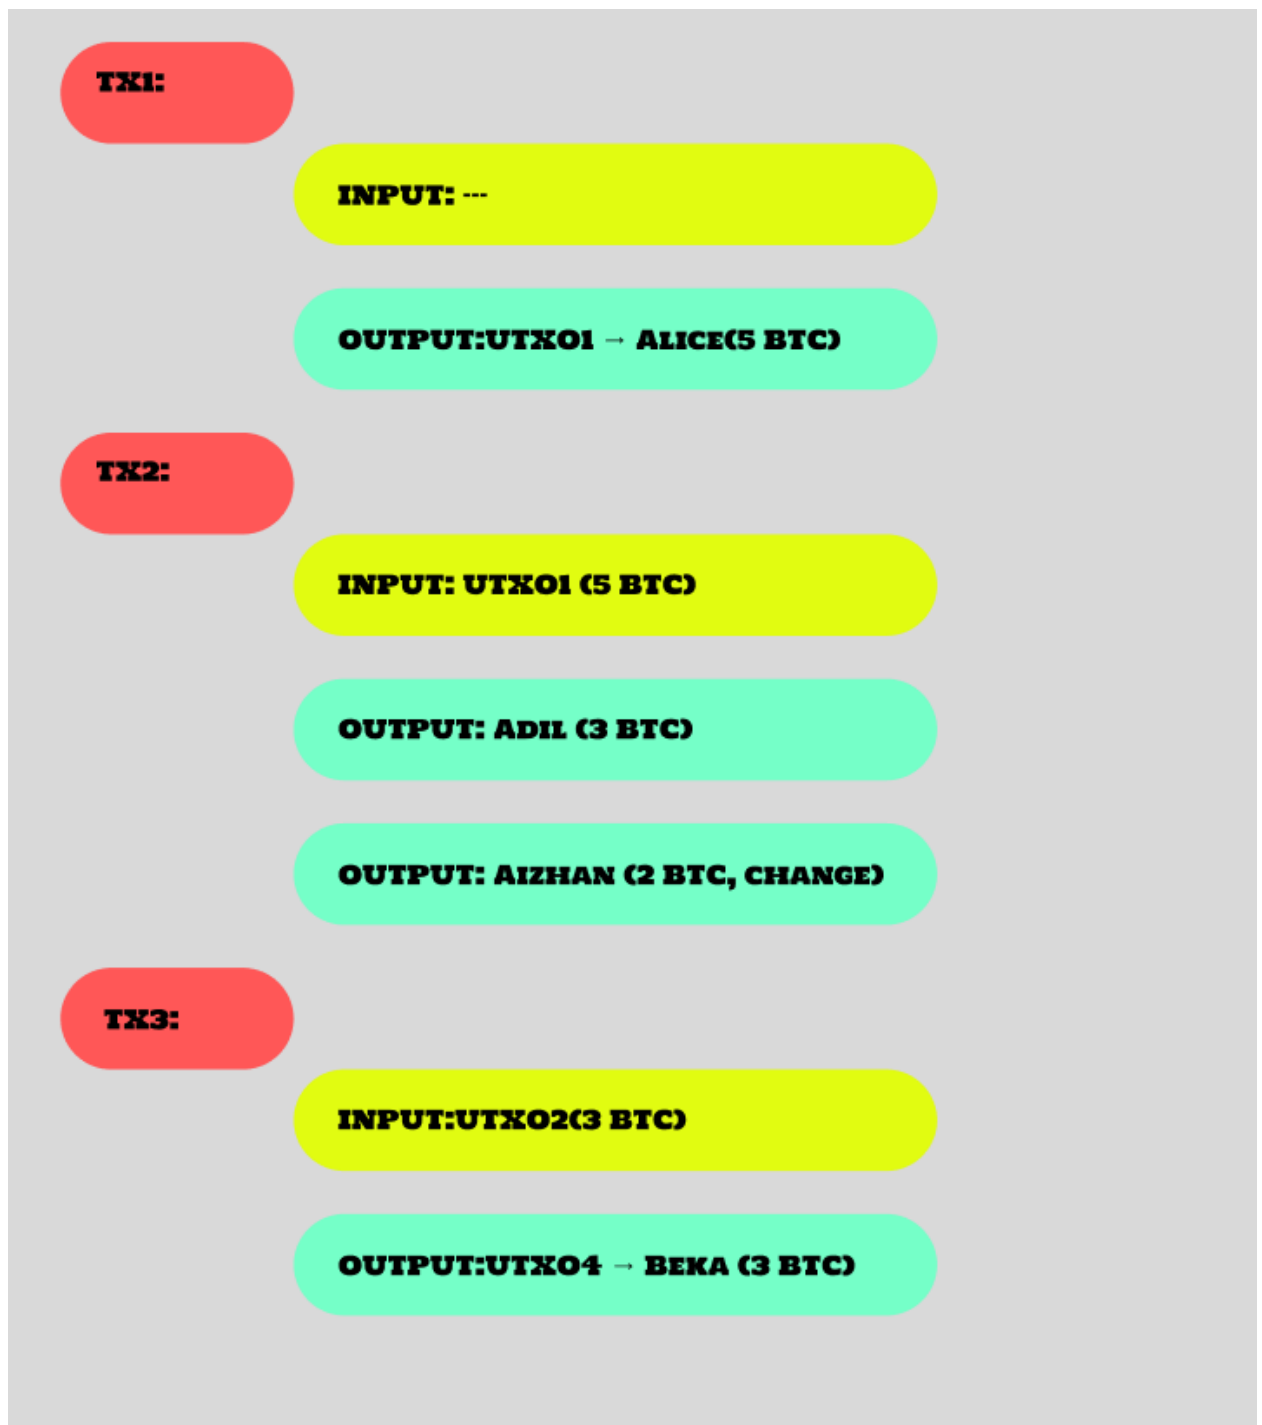 TX1:
INPUT: ---
OUTPUT:UTXO1 → Alice(5 BTC)
TX2:
INPUT: UTXO1 (5 BTC)
OUTPUT: Adil (3 BTC)
OUTPUT: Aizhan (2 BTC, change)
TX3:
INPUT:UTXO2(3 BTC)
OUTPUT:UTXO4 → Beka (3 BTC)